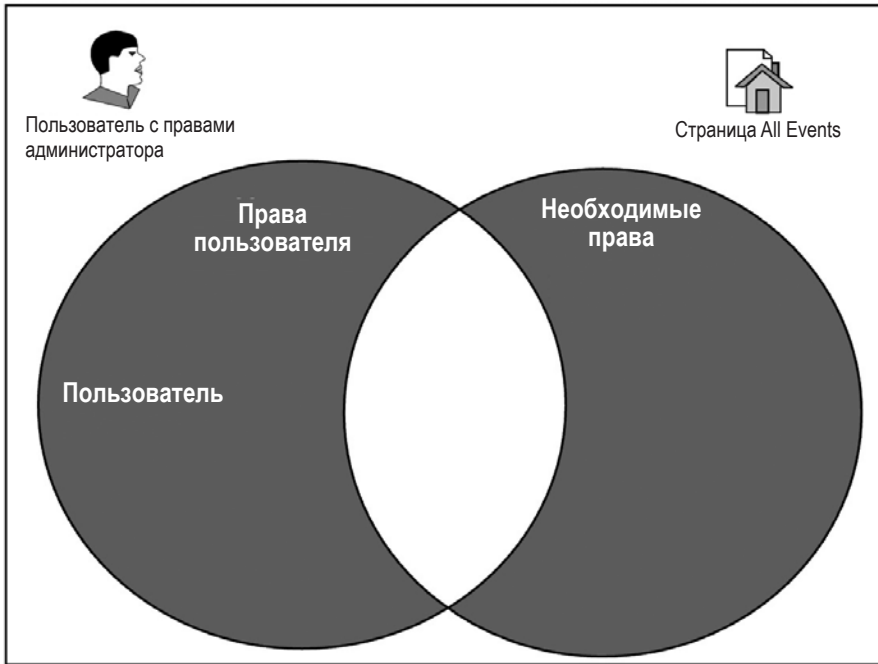 Пользователь с правами
администратора
Страница All Events
Права
пользователя
Необходимые
права
Пользователь